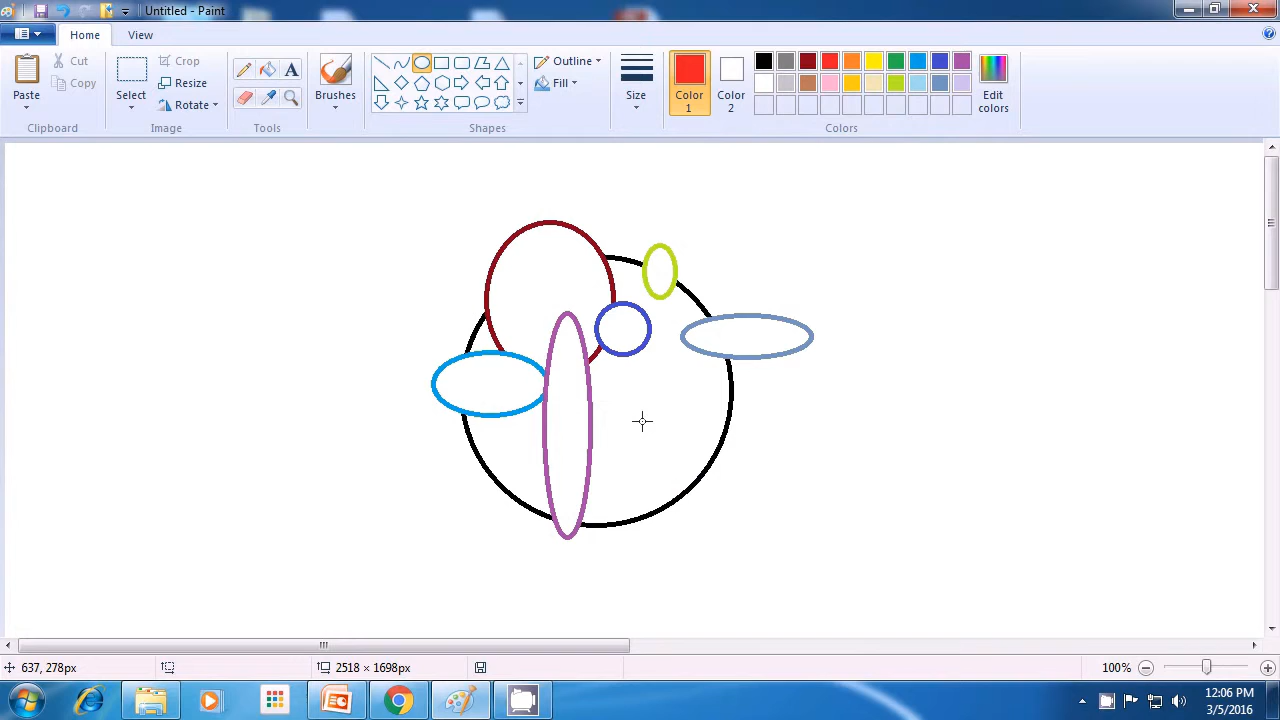 Untitled - Paint
Home View
Paste
Cut
Copy
Clipboard
Select
Crop
Resize
Rotate
Image
A
Tools
Brushes
Outline
Fill
Shapes
Size
Color 1
Color 2
Edit colors
Colors
637, 278px
2518 × 1698px
100%
12:06 PM
3/5/2016